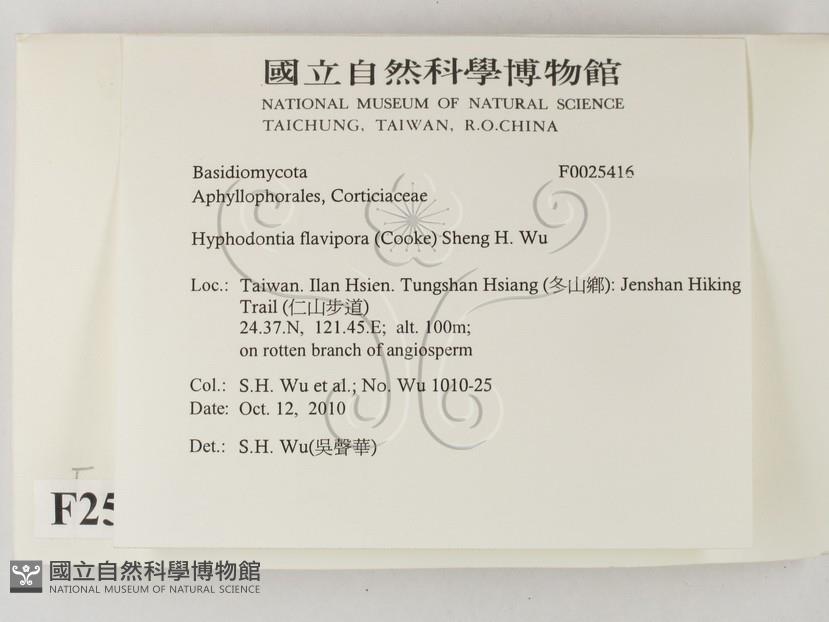 國立自然科學博物館
NATIONAL MUSEUM OF NATURAL SCIENCE
TAICHUNG, TAIWAN, R.O.CHINA
Basidiomycota F0025416
Aphyllophorales, Corticiaceae
Hyphodontia flavipora (Cooke) Sheng H. Wu
Loc.: Taiwan. Ilan Hsien. Tungshan Hsiang (冬山鄉): Jenshan Hiking
Trail (仁山步道)
24.37.N, 121.45.E; alt. 100m;
on rotten branch of angiosperm
Col.: S.H. Wu et al.; No. Wu 1010-25
Date: Oct. 12, 2010
Det.: S.H. Wu(吳聲華)
F25
國立自然科學博物館
NATIONAL MUSEUM OF NATURAL SCIENCE